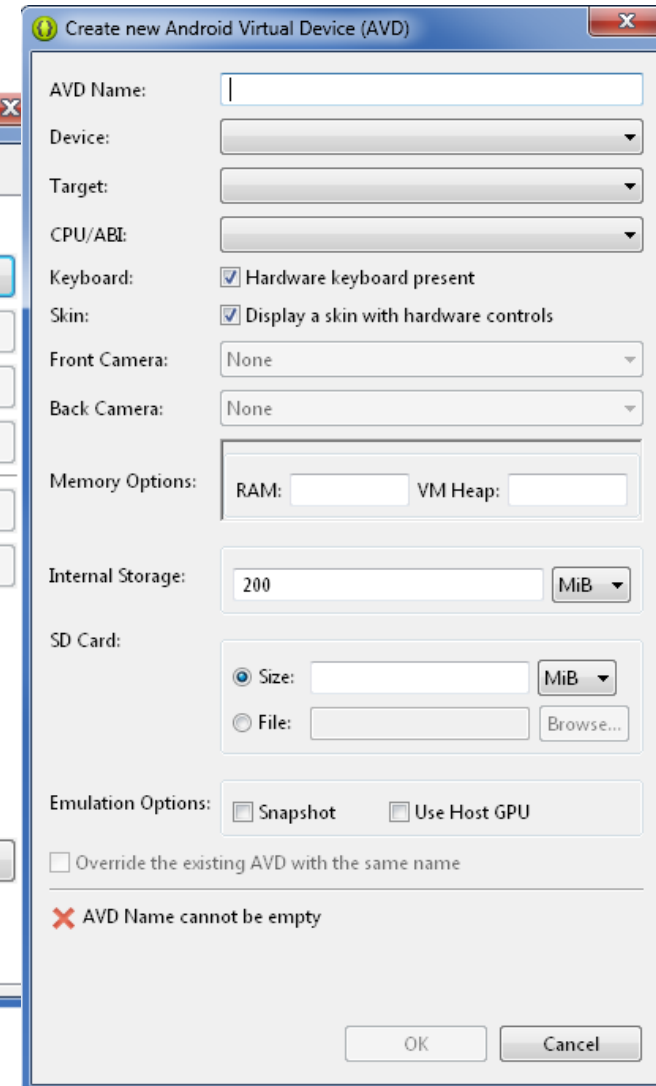 Create new Android Virtual Device (AVD)
AVD Name:
Device:
Target:
CPU/ABI:
Keyboard: Hardware keyboard present
Skin: Display a skin with hardware controls
Front Camera: None
Back Camera: None
Memory Options: RAM: VM Heap:
Internal Storage: 200 MiB
SD Card:
Size: MiB
File: Browse...
Emulation Options: Snapshot Use Host GPU
Override the existing AVD with the same name
AVD Name cannot be empty
OK Cancel